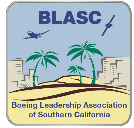 BLASC
Boeing Leadership Association
of Southern California